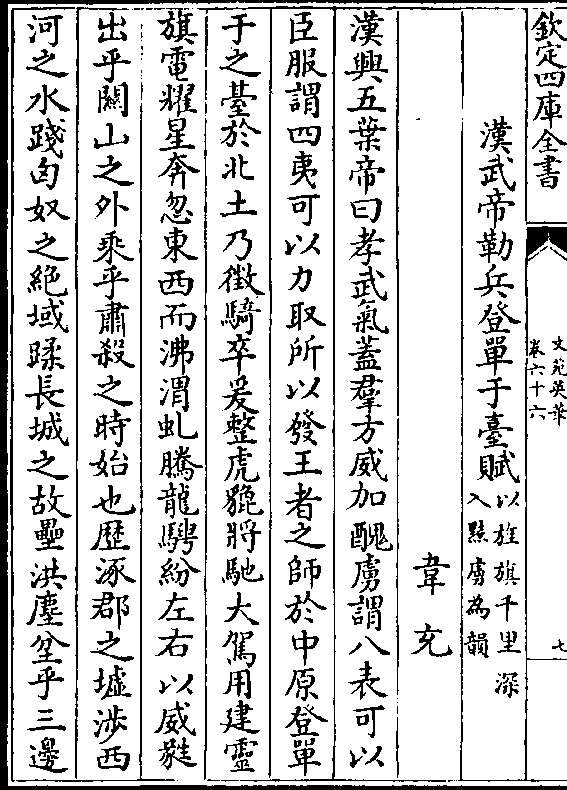 欽定四庫全書
文苑英華
卷六十六
七
漢武帝勒兵登單于臺賦以旌旗千里深
入黠虜為韻
韋充
漢興五葉帝曰孝武氣蓋羣方威加醜虜謂八表可以
臣服謂四夷可以力取所以發王者之師於中原登單
于之臺於北土乃徵騎卒爰整虎貔將馳大駕用建靈
旗電耀星奔忽東西而沸渭虬騰龍騁紛左右以威㲝
出乎關山之外乘乎肅殺之時始也歴涿郡之墟渉西
河之水踐匈奴之絶域蹂長城之故壘洪塵坌乎三邊